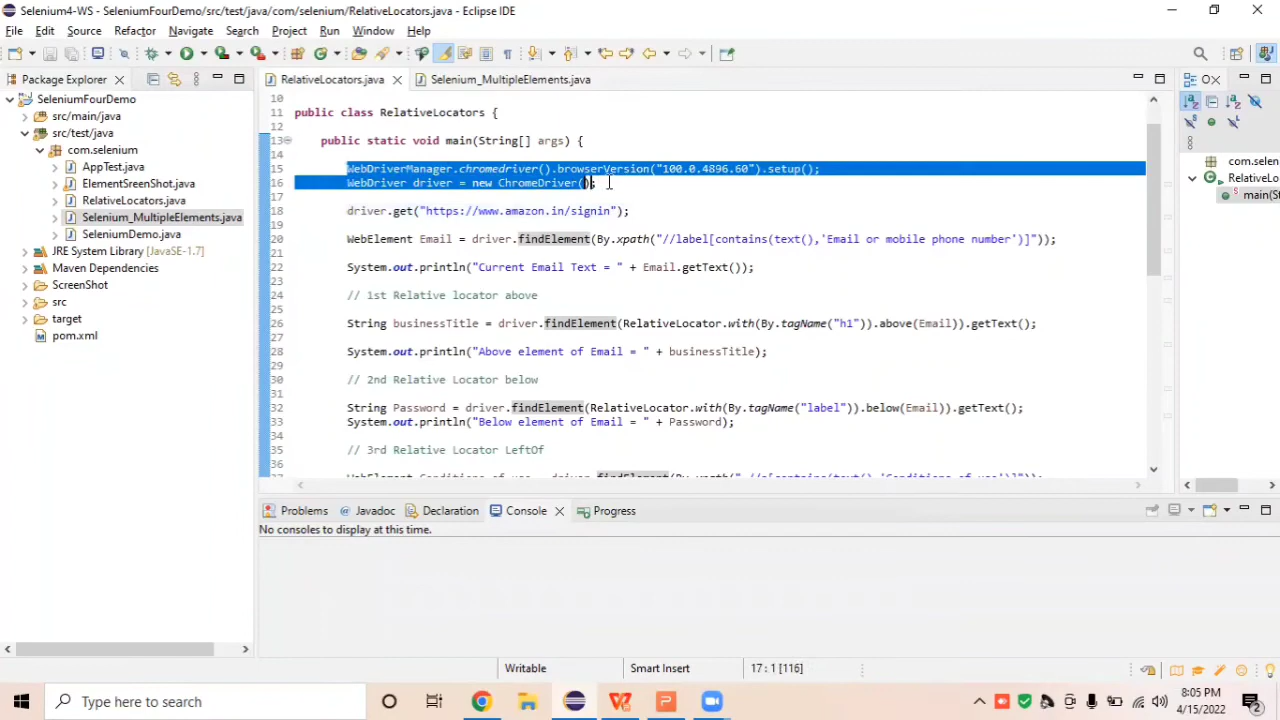 Selenium4-WS - SeleniumFourDemo/src/test/java/com/selenium/RelativeLocators.java - Eclipse IDE
File Edit Source Refactor Navigate Search Project Run Window Help
Package Explorer
SeleniumFourDemo
src/main/java
src/test/java
com.selenium
AppTest.java
ElementSreenShot.java
RelativeLocators.java
Selenium_MultipleElements.java
SeleniumDemo.java
JRE System Library [JavaSE-1.7]
Maven Dependencies
ScreenShot
src
target
pom.xml
RelativeLocators.java Selenium_MultipleElements.java
10
11 public class RelativeLocators {
12
13 public static void main(String[] args) {
14
15 WebDriverManager.chromedriver().browserVersion("100.0.4896.60").setup();
16 WebDriver driver = new ChromeDriver();
17
18 driver.get("https://www.amazon.in/signin");
19
20 WebElement Email = driver.findElement(By.xpath("//label[contains(text(),'Email or mobile phone number')]"));
21
22 System.out.println("Current Email Text = " + Email.getText());
23
24 // 1st Relative locator above
25
26 String businessTitle = driver.findElement(RelativeLocator.with(By.tagName("h1")).above(Email)).getText();
27
28 System.out.println("Above element of Email = " + businessTitle);
29
30 // 2nd Relative Locator below
31
32 String Password = driver.findElement(RelativeLocator.with(By.tagName("label")).below(Email)).getText();
33 System.out.println("Below element of Email = " + Password);
34
35 // 3rd Relative Locator LeftOf
36
O
com.selen
RelativeLo
main(St
Problems Javadoc Declaration Console Progress
No consoles to display at this time.
Writable Smart Insert 17 : 1 [116]
Type here to search
8:05 PM
4/15/2022
2